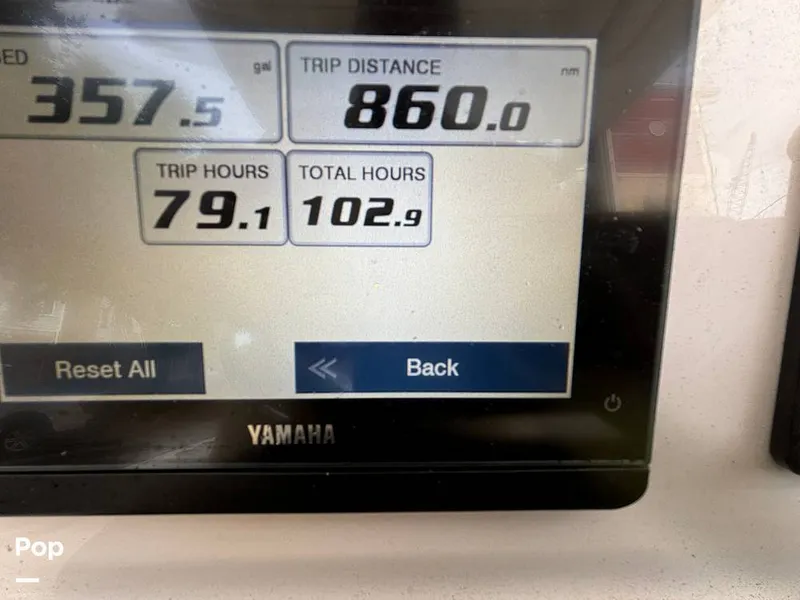 ED gal TRIP DISTANCE nm
357.5 860.0
TRIP HOURS TOTAL HOURS
79.1 102.9
Reset All Back
YAMAHA
Pop